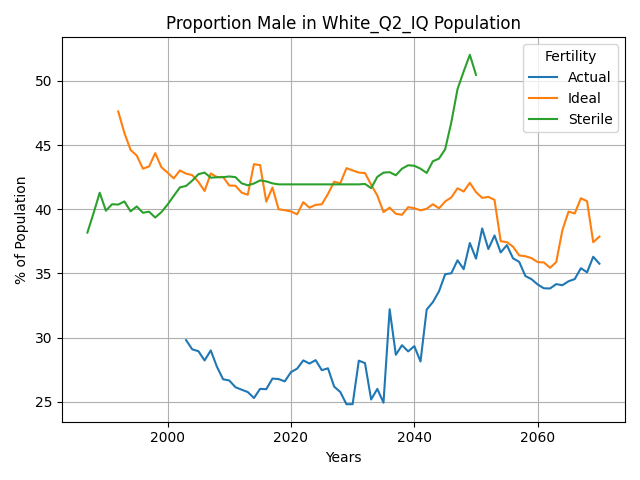 Proportion Male in White_Q2_IQ Population
% of Population
50
45
40
35
30
25
Fertility
Actual
Ideal
Sterile
2000 2020 2040 2060
Years